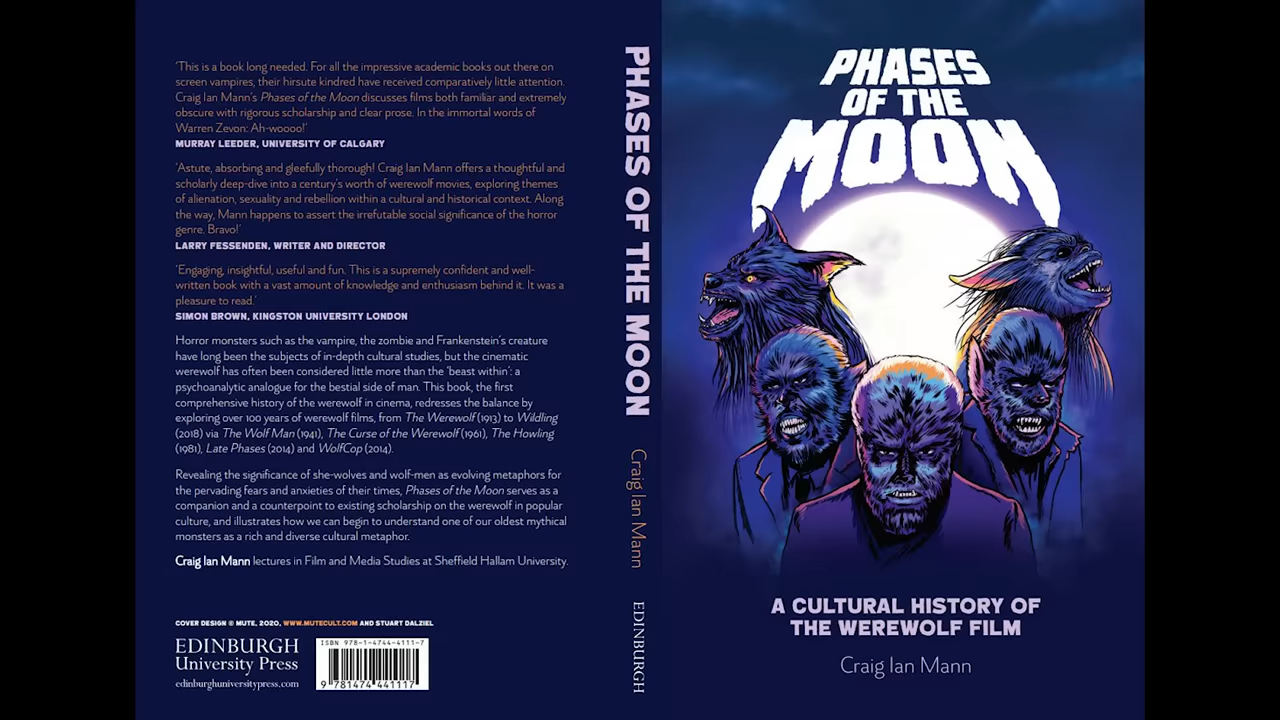 'This is a book long needed. For all the impressive academic books out there on
screen vampires, their hirsute kindred have received comparatively little attention.
Craig Ian Mann's Phases of the Moon discusses films both familiar and extremely
obscure with rigorous scholarship and clear prose. In the immortal words of
Warren Zevon: Ah-woooo!'
MURRAY LEEDER, UNIVERSITY OF CALGARY
'Astute, absorbing and gleefully thorough! Craig Ian Mann offers a thoughtful and
scholarly deep-dive into a century's worth of werewolf movies, exploring themes
of alienation, sexuality and rebellion within a cultural and historical context. Along
the way, Mann happens to assert the irrefutable social significance of the horror
genre. Bravo!'
LARRY FESSENDEN, WRITER AND DIRECTOR
'Engaging, insightful, useful and fun. This is a supremely confident and well-
written book with a vast amount of knowledge and enthusiasm behind it. It was a
pleasure to read.'
SIMON BROWN, KINGSTON UNIVERSITY LONDON
Horror monsters such as the vampire, the zombie and Frankenstein's creature
have long been the subjects of in-depth cultural studies, but the cinematic
werewolf has often been considered little more than the 'beast within': a
psychoanalytic analogue for the bestial side of man. This book, the first
comprehensive history of the werewolf in cinema, redresses the balance by
exploring over 100 years of werewolf films, from The Werewolf (1913) to Wildling
(2018) via The Wolf Man (1941), The Curse of the Werewolf (1961), The Howling
(1981), Late Phases (2014) and WolfCop (2014).
Revealing the significance of she-wolves and wolf-men as evolving metaphors for
the pervading fears and anxieties of their times, Phases of the Moon serves as a
companion and a counterpoint to existing scholarship on the werewolf in popular
culture, and illustrates how we can begin to understand one of our oldest mythical
monsters as a rich and diverse cultural metaphor.
Craig Ian Mann lectures in Film and Media Studies at Sheffield Hallam University.
COVER DESIGN © MUTE, 2020, WWW.MUTECULT.COM AND STUART DALZIEL
EDINBURGH
University Press
edinburghuniversitypress.com
ISBN 978-1-4744-4111-7
9 781474 441117
PHASES OF THE MOON
Craig Ian Mann
EDINBURGH
PHASES
OF THE
MOON
A CULTURAL HISTORY OF
THE WEREWOLF FILM
Craig Ian Mann